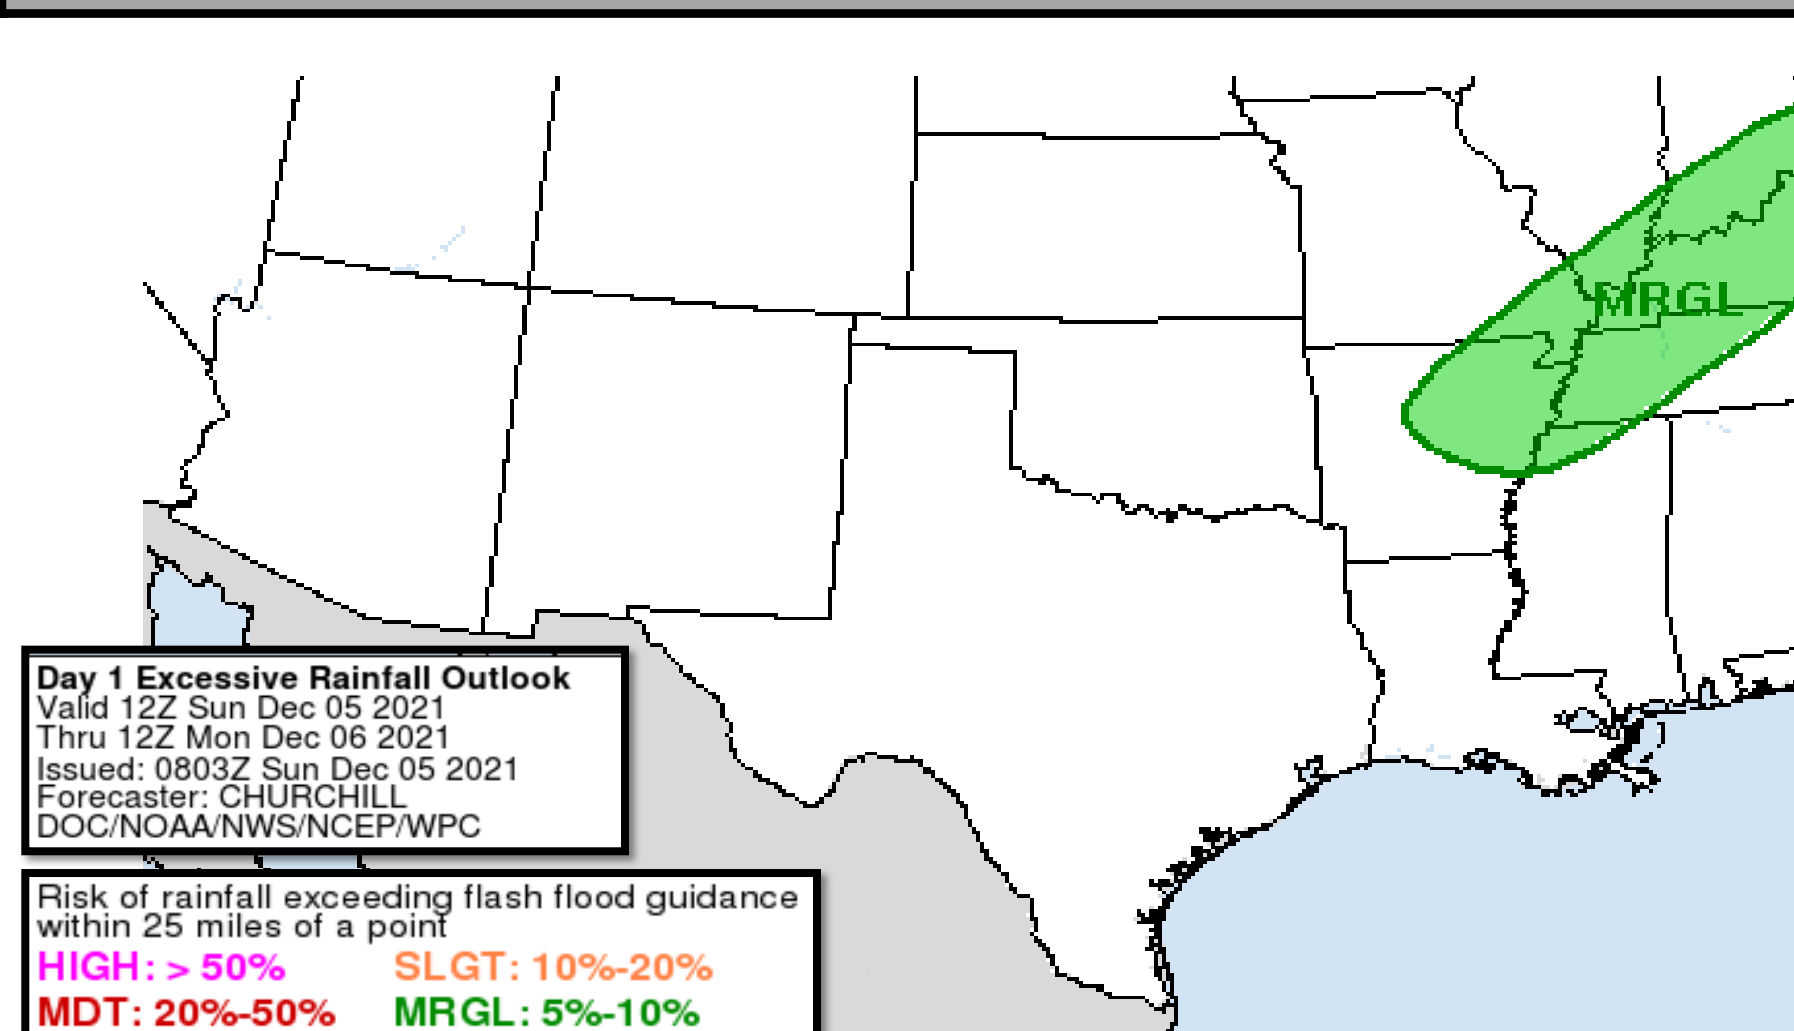 MRGL
Day 1 Excessive Rainfall Outlook
Valid 12Z Sun Dec 05 2021
Thru 12Z Mon Dec 06 2021
Issued: 0803Z Sun Dec 05 2021
Forecaster: CHURCHILL
DOC/NOAA/NWS/NCEP/WPC
Risk of rainfall exceeding flash flood guidance
within 25 miles of a point
HIGH: > 50% SLGT: 10%-20%
MDT: 20%-50% MRGL: 5%-10%